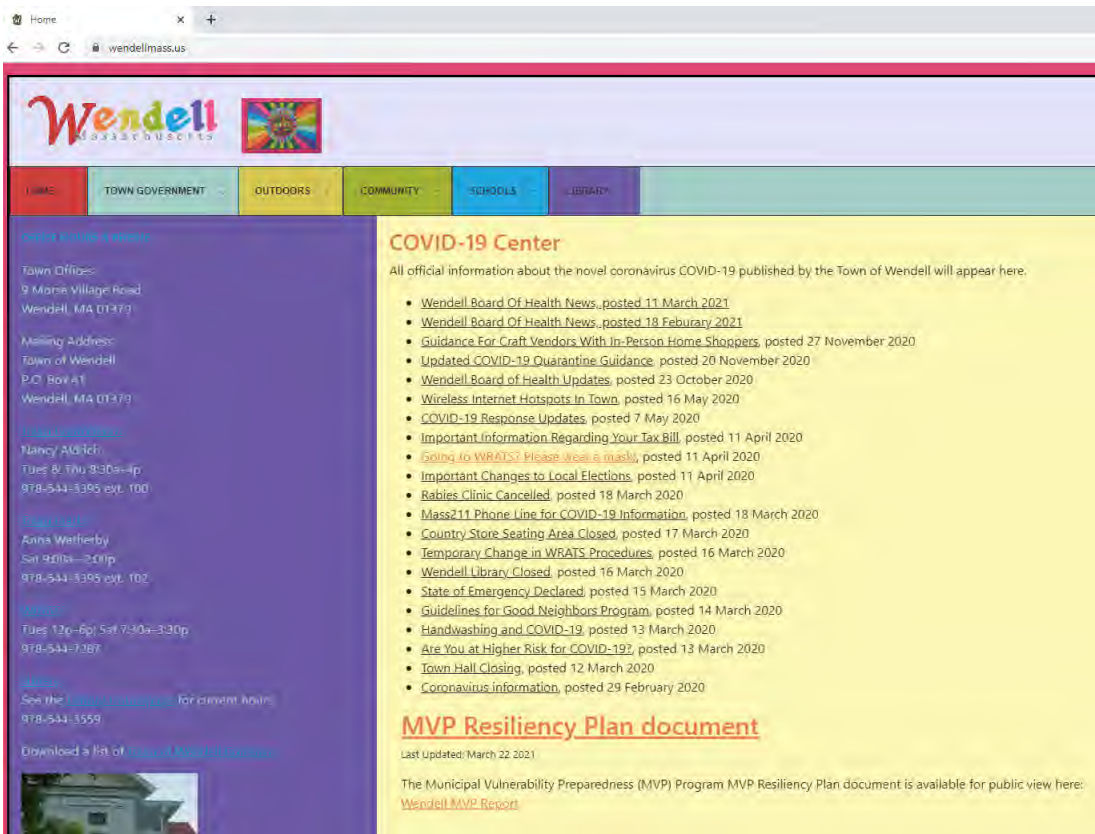 Home
wendellmass.us
Wendell
Massachusetts
HOME
TOWN GOVERNMENT
OUTDOORS
COMMUNITY
SCHOOLS
LIBRARY
Town Offices:
9 Morse Village Road
Wendell, MA 01379
Mailing Address:
Town of Wendell
P.O. Box 41
Wendell, MA 01379
Nancy Aldrich
Tues & Thu 8:30a–4p
978-544-3395 ext. 100
Anna Wetherby
Sat 9:00a–2:00p
978-544-3395 ext. 102
Tues 12p–6p; Sat 7:30a–3:30p
978-544-7287
See the
for current hours
978-544-3559
Download a list of
COVID-19 Center
All official information about the novel coronavirus COVID-19 published by the Town of Wendell will appear here.
Wendell Board Of Health News, posted 11 March 2021
Wendell Board Of Health News, posted 18 Feburary 2021
Guidance For Craft Vendors With In-Person Home Shoppers, posted 27 November 2020
Updated COVID-19 Quarantine Guidance, posted 20 November 2020
Wendell Board of Health Updates, posted 23 October 2020
Wireless Internet Hotspots In Town, posted 16 May 2020
COVID-19 Response Updates, posted 7 May 2020
Important Information Regarding Your Tax Bill, posted 11 April 2020
Going to WRATS? Please wear a mask!, posted 11 April 2020
Important Changes to Local Elections, posted 11 April 2020
Rabies Clinic Cancelled, posted 18 March 2020
Mass211 Phone Line for COVID-19 Information, posted 18 March 2020
Country Store Seating Area Closed, posted 17 March 2020
Temporary Change in WRATS Procedures, posted 16 March 2020
Wendell Library Closed, posted 16 March 2020
State of Emergency Declared, posted 15 March 2020
Guidelines for Good Neighbors Program, posted 14 March 2020
Handwashing and COVID-19, posted 13 March 2020
Are You at Higher Risk for COVID-19?, posted 13 March 2020
Town Hall Closing, posted 12 March 2020
Coronavirus information, posted 29 February 2020
MVP Resiliency Plan document
Last Updated: March 22 2021
The Municipal Vulnerability Preparedness (MVP) Program MVP Resiliency Plan document is available for public view here:
Wendell MVP Report